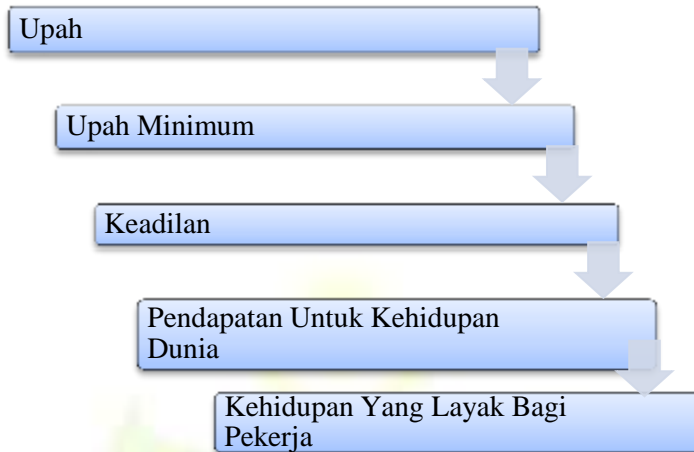 Upah
Upah Minimum
Keadilan
Pendapatan Untuk Kehidupan
Dunia
Kehidupan Yang Layak Bagi
Pekerja